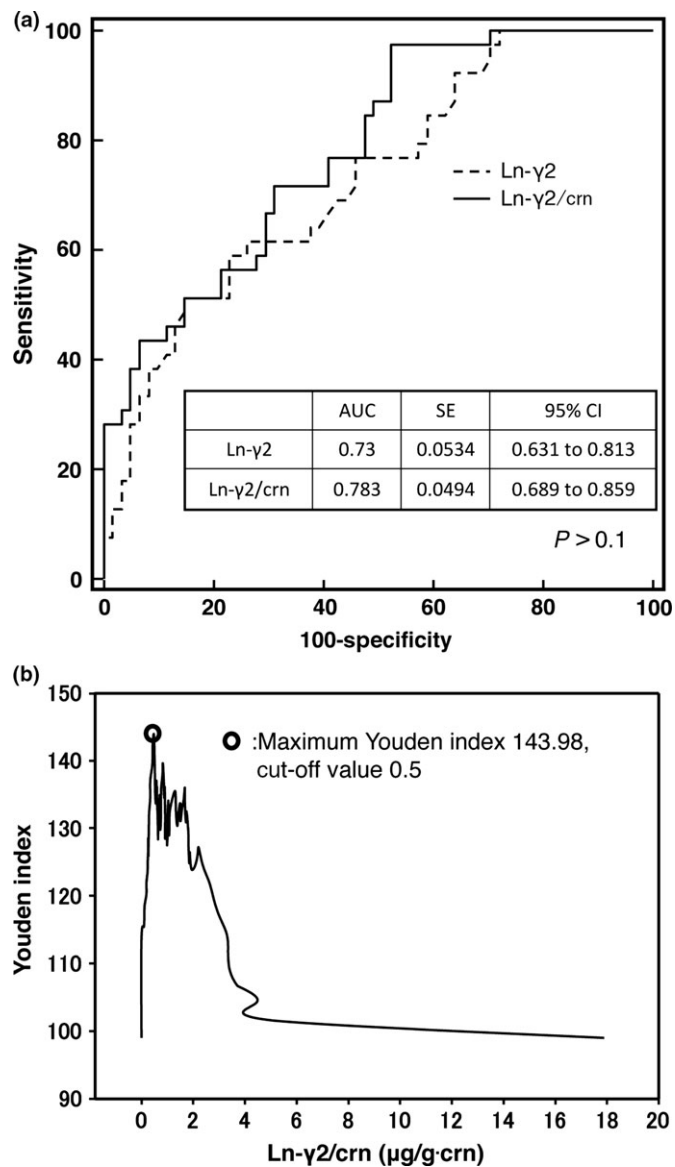 (a)
100
80
60
40
20
0
Sensitivity
Ln-γ2
Ln-γ2/crn
AUC SE 95% CI
Ln-γ2 0.73 0.0534 0.631 to 0.813
Ln-γ2/crn 0.783 0.0494 0.689 to 0.859
P > 0.1
0 20 40 60 80 100
100-specificity
(b)
150
140
130
120
110
100
90
Youden index
:Maximum Youden index 143.98,
cut-off value 0.5
0 2 4 6 8 10 12 14 16 18 20
Ln-γ2/crn (µg/g·crn)